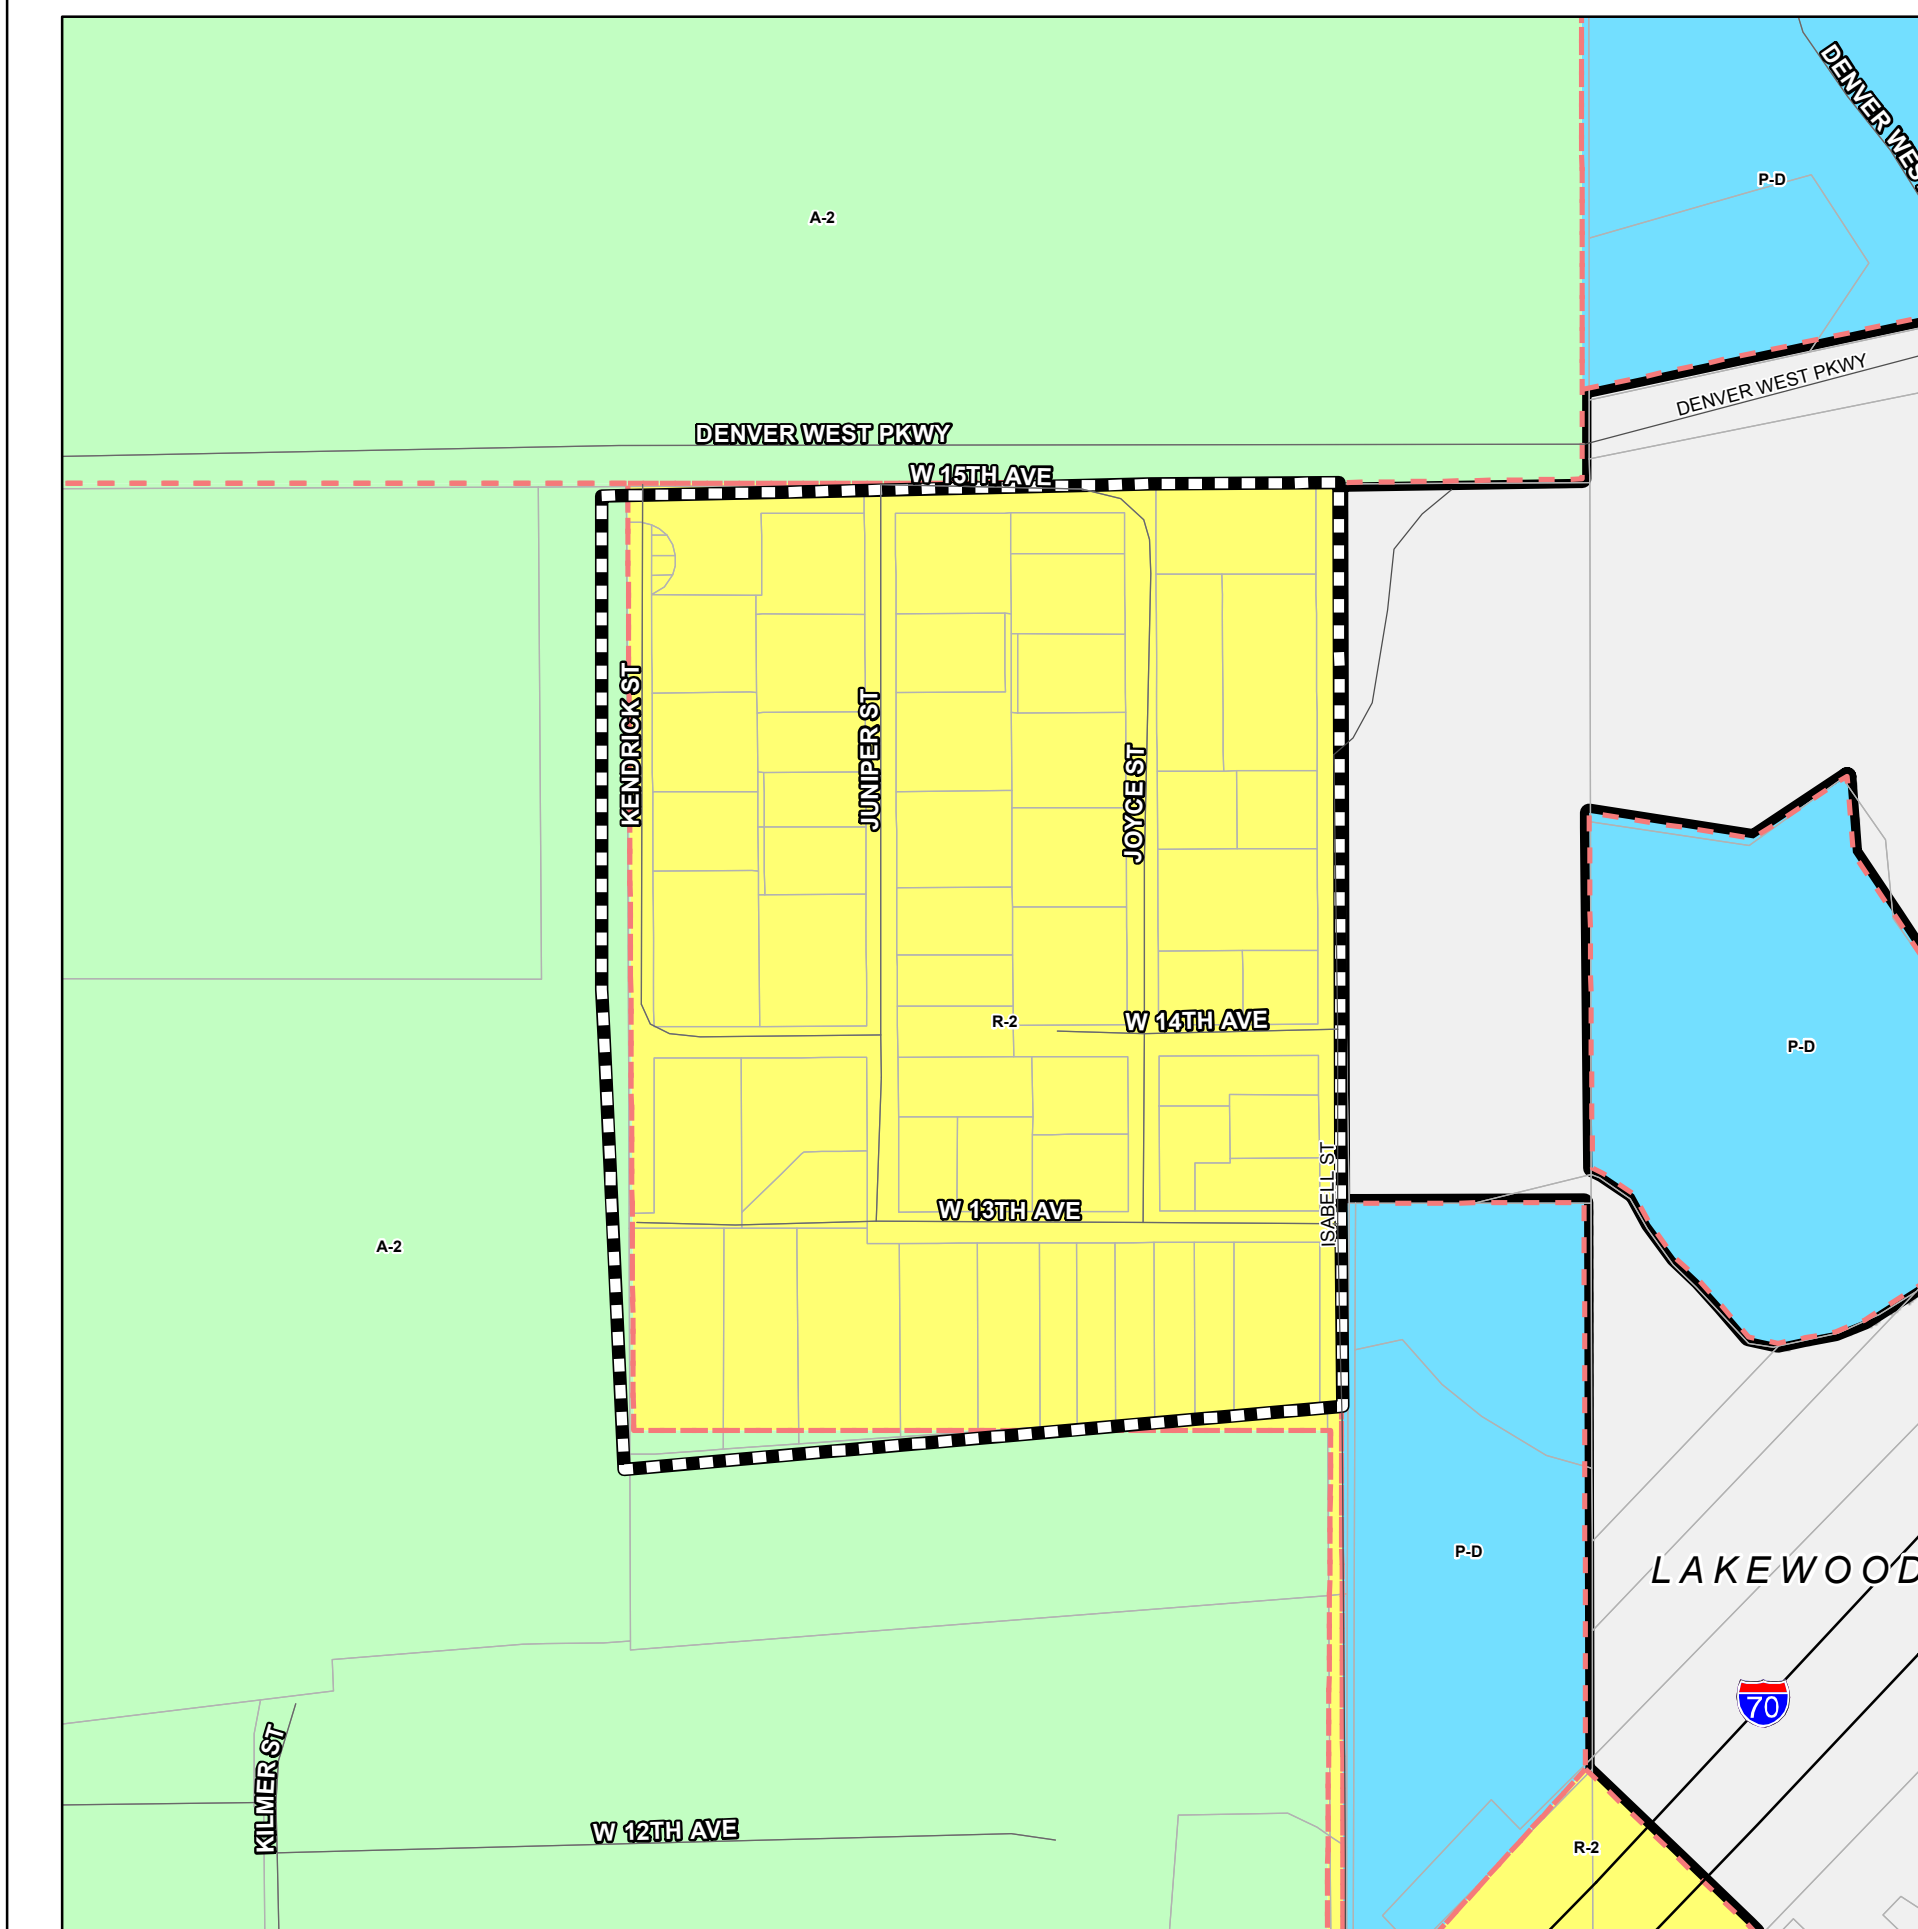 DENVER WES
P-D
A-2
DENVER WEST PKWY
DENVER WEST PKWY
W 15TH AVE
KENDRICK ST
JUNIPER ST
JOYCE ST
R-2
W 14TH AVE
P-D
ISABELL ST
W 13TH AVE
A-2
P-D
LAKEWOOD
70
KILMER ST
W 12TH AVE
R-2